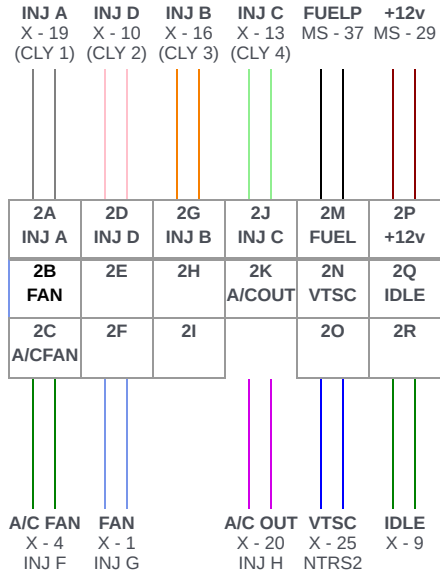 INJ A
X - 19
(CLY 1)
INJ D
X - 10
(CLY 2)
INJ B
X - 16
(CLY 3)
INJ C
X - 13
(CLY 4)
FUELP
MS - 37
+12v
MS - 29
2A
INJ A
2D
INJ D
2G
INJ B
2J
INJ C
2M
FUEL
2P
+12v
2B
FAN
2E
2H
2K
A/COUT
2N
VTSC
2Q
IDLE
2C
A/CFAN
2F
2I
2O
2R
A/C FAN
X - 4
INJ F
FAN
X - 1
INJ G
A/C OUT
X - 20
INJ H
VTSC
X - 25
NTRS2
IDLE
X - 9